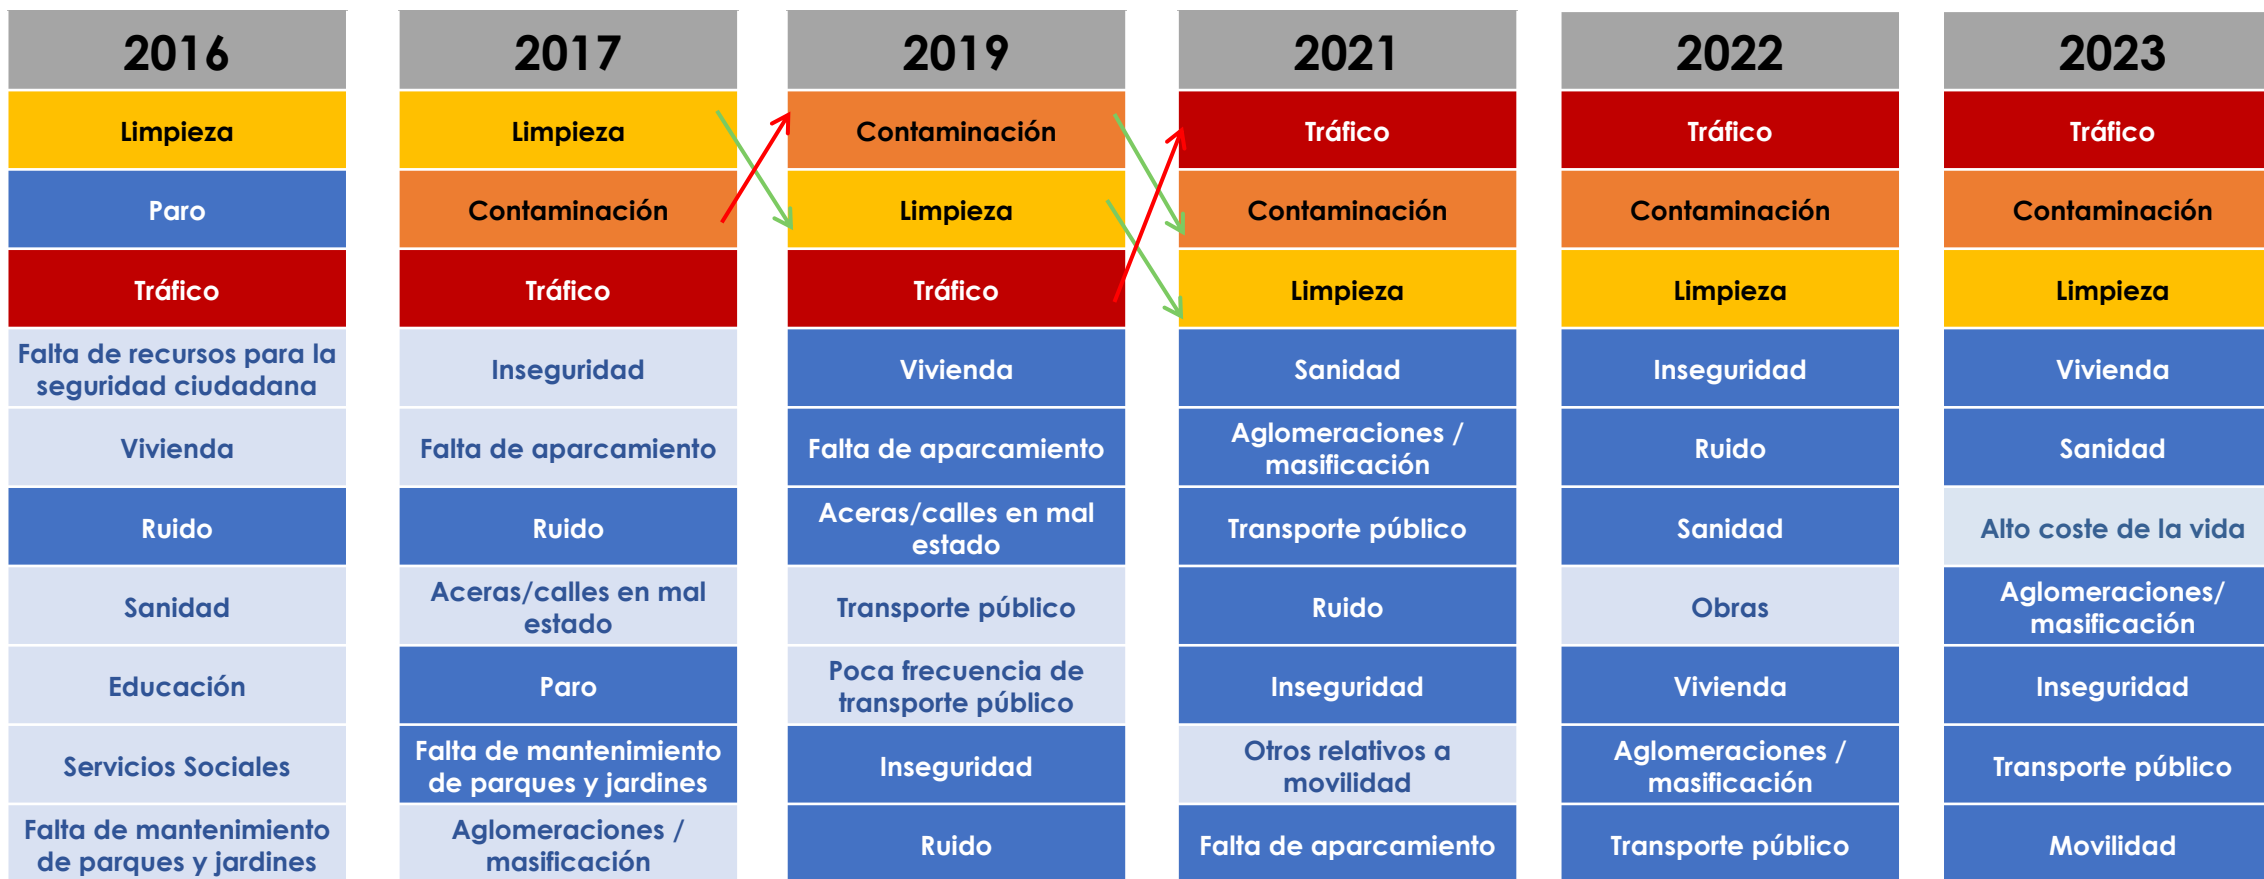 2016
Limpieza
Paro
Tráfico
Falta de recursos para la
seguridad ciudadana
Vivienda
Ruido
Sanidad
Educación
Servicios Sociales
Falta de mantenimiento
de parques y jardines
2017
Limpieza
Contaminación
Tráfico
Inseguridad
Falta de aparcamiento
Ruido
Aceras/calles en mal
estado
Paro
Falta de mantenimiento
de parques y jardines
Aglomeraciones /
masificación
2019
Contaminación
Limpieza
Tráfico
Vivienda
Falta de aparcamiento
Aceras/calles en mal
estado
Transporte público
Poca frecuencia de
transporte público
Inseguridad
Ruido
2021
Tráfico
Contaminación
Limpieza
Sanidad
Aglomeraciones /
masificación
Transporte público
Ruido
Inseguridad
Otros relativos a
movilidad
Falta de aparcamiento
2022
Tráfico
Contaminación
Limpieza
Inseguridad
Ruido
Sanidad
Obras
Vivienda
Aglomeraciones /
masificación
Transporte público
2023
Tráfico
Contaminación
Limpieza
Vivienda
Sanidad
Alto coste de la vida
Aglomeraciones/
masificación
Inseguridad
Transporte público
Movilidad